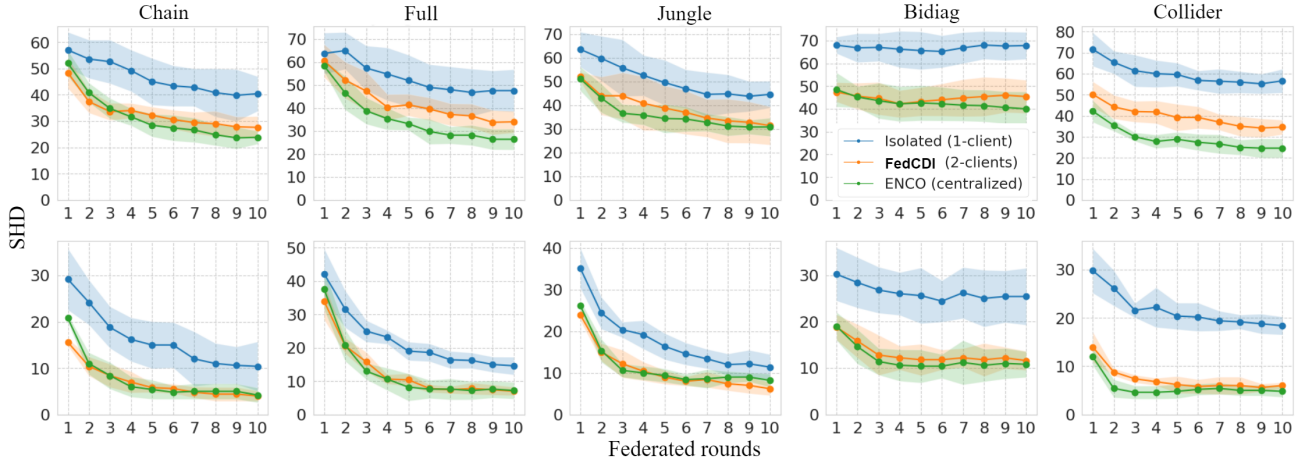 Chain Full Jungle Bidiag Collider
60 50 40 30 20 10 0
70 60 50 40 30 20 10 0
70 60 50 40 30 20 10 0
70 60 50 40 30 20 10 0
80 70 60 50 40 30 20 10 0
Isolated (1-client)
FedCDI (2-clients)
ENCO (centralized)
1 2 3 4 5 6 7 8 9 10
1 2 3 4 5 6 7 8 9 10
1 2 3 4 5 6 7 8 9 10
1 2 3 4 5 6 7 8 9 10
1 2 3 4 5 6 7 8 9 10
SHD
30 20 10 0
50 40 30 20 10 0
40 30 20 10 0
30 20 10 0
30 20 10 0
1 2 3 4 5 6 7 8 9 10
1 2 3 4 5 6 7 8 9 10
1 2 3 4 5 6 7 8 9 10
1 2 3 4 5 6 7 8 9 10
1 2 3 4 5 6 7 8 9 10
Federated rounds